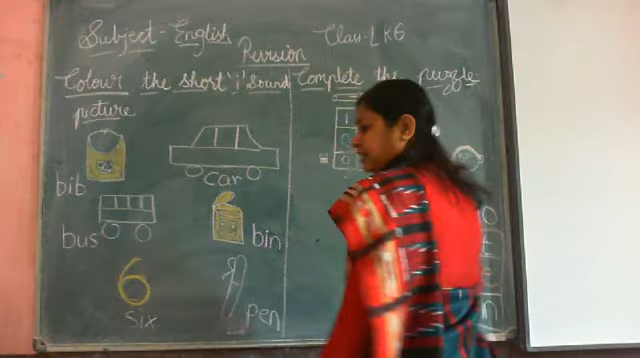 Subject - English
Class - LKG
Revision
Colour the short 'i' Sound
picture
Complete the puzzle
bib
car
bus
bin
6
six
pen